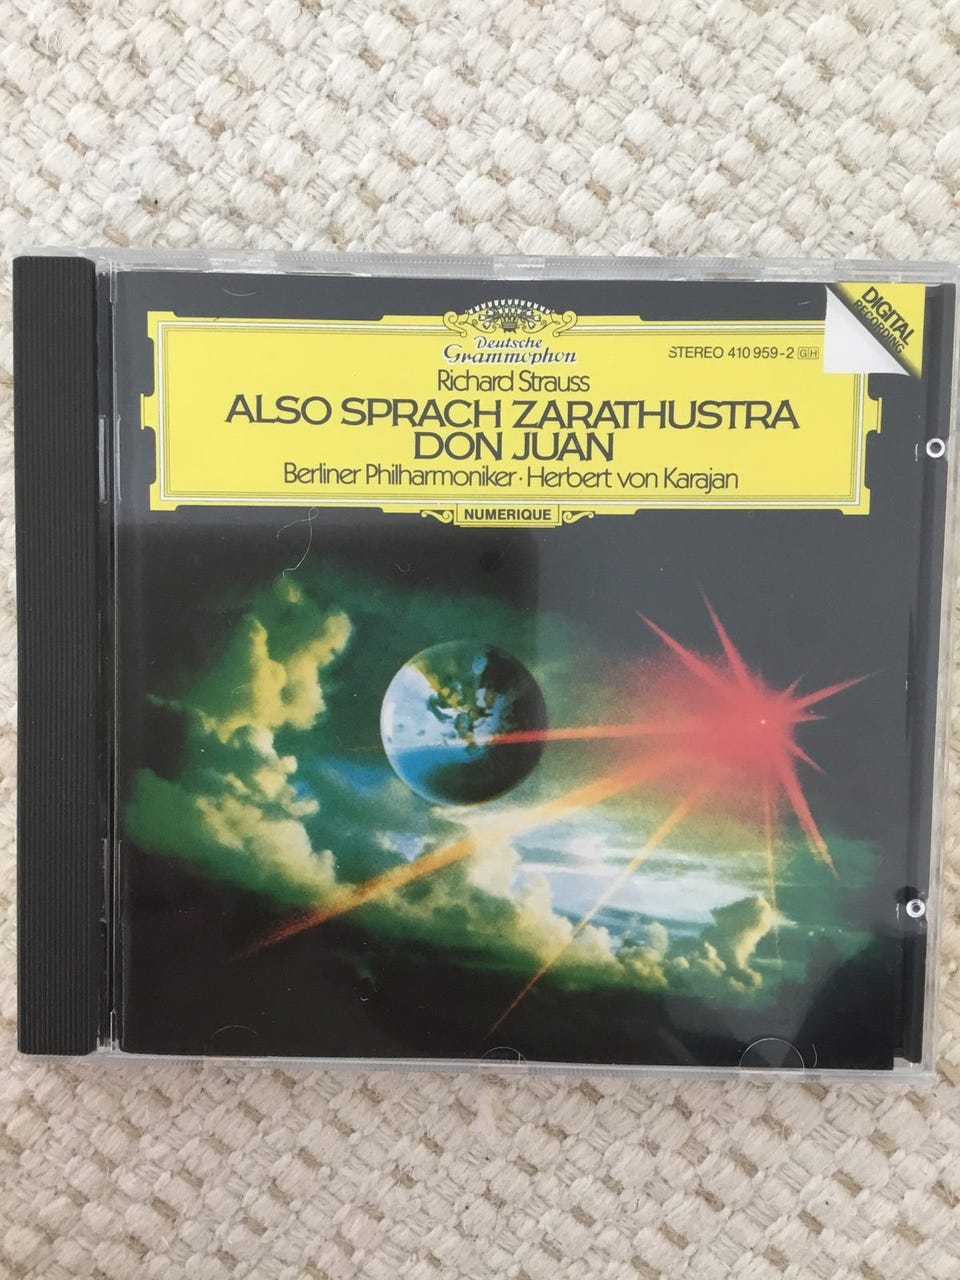 DIGITAL
RECORDING
Deutsche
Grammophon
STEREO 410 959-2 GH
Richard Strauss
ALSO SPRACH ZARATHUSTRA
DON JUAN
Berliner Philharmoniker · Herbert von Karajan
NUMERIQUE